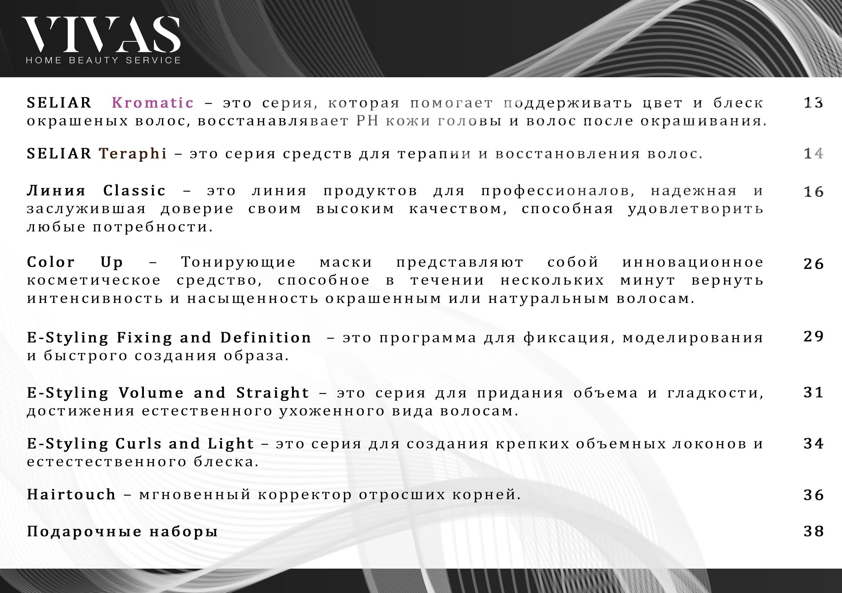 VIVAS
HOME BEAUTY SERVICE
SELIAR Kromatic – это серия, которая помогает поддерживать цвет и блеск 13
окрашеных волос, восстанавлявает PH кожи головы и волос после окрашивания.
SELIAR Teraphi – это серия средств для терапии и восстановления волос. 14
Линия Classic – это линия продуктов для профессионалов, надежная и 16
заслужившая доверие своим высоким качеством, способная удовлетворить
любые потребности.
Color Up – Тонирующие маски представляют собой инновационное 26
косметическое средство, способное в течении нескольких минут вернуть
интенсивность и насыщенность окрашенным или натуральным волосам.
E-Styling Fixing and Definition – это программа для фиксации, моделирования 29
и быстрого создания образа.
E-Styling Volume and Straight – это серия для придания объема и гладкости, 31
достижения естественного ухоженного вида волосам.
E-Styling Curls and Light – это серия для создания крепких объемных локонов и 34
естестественного блеска.
Hairtouch – мгновенный корректор отросших корней. 36
Подарочные наборы 38